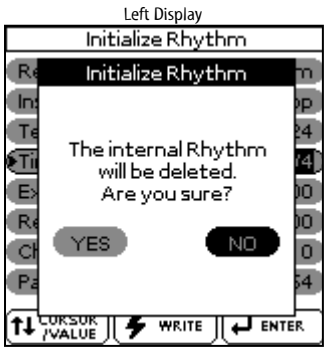 Left Display
Initialize Rhythm
Initialize Rhythm
The internal Rhythm
will be deleted.
Are you sure?
YES NO
CURSOR
/VALUE WRITE ENTER